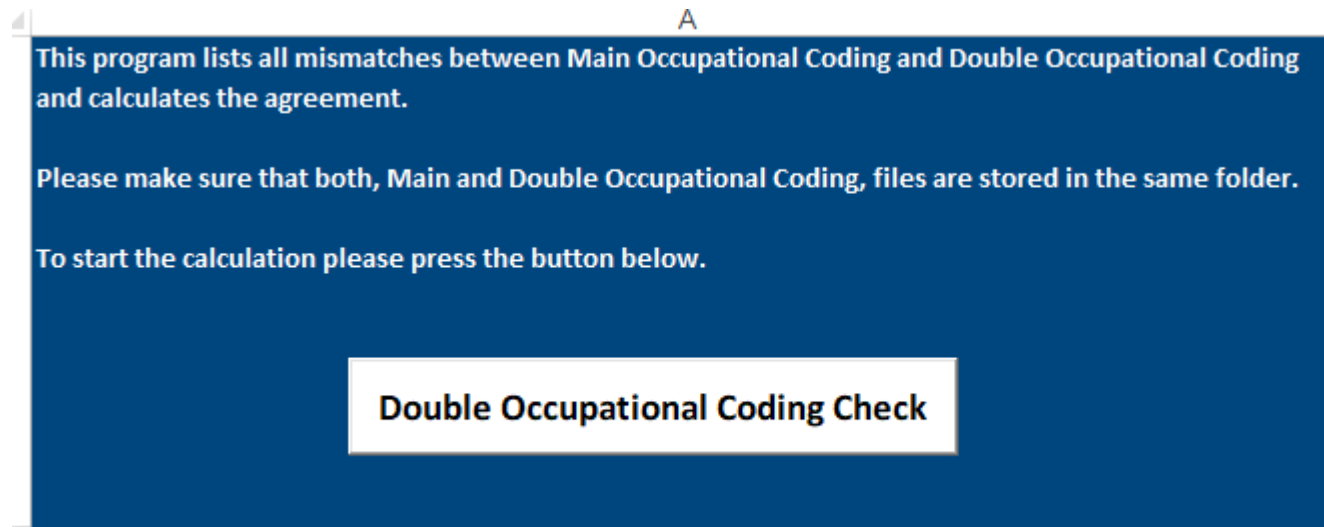 A
This program lists all mismatches between Main Occupational Coding and Double Occupational Coding
and calculates the agreement.
Please make sure that both, Main and Double Occupational Coding, files are stored in the same folder.
To start the calculation please press the button below.
Double Occupational Coding Check